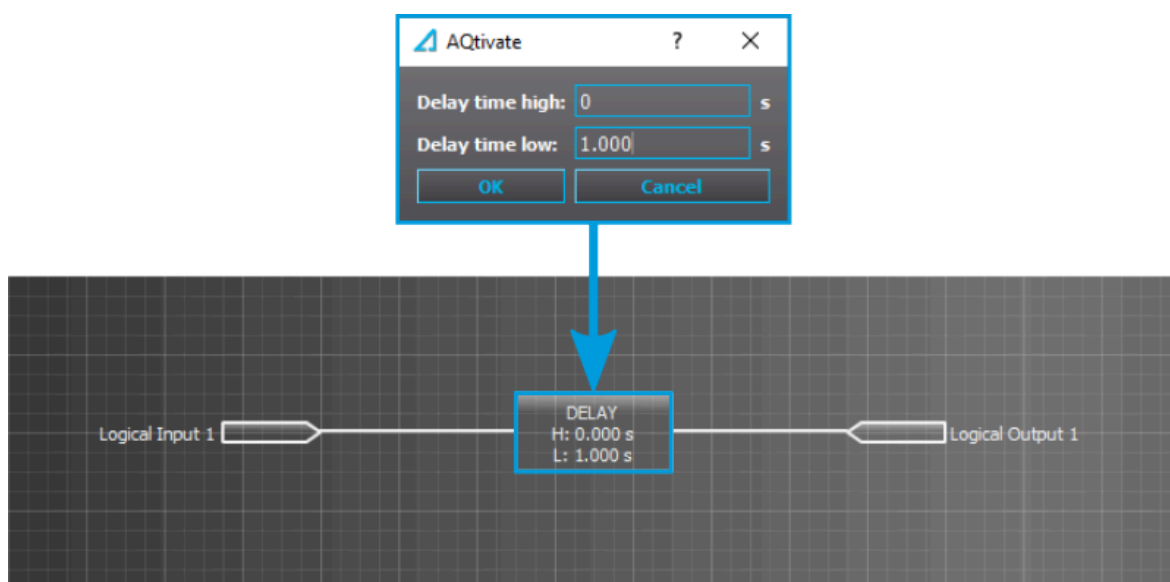 AQtivate ?
Delay time high: 0 s
Delay time low: 1.000 s
OK Cancel
DELAY
H: 0.000 s
L: 1.000 s
Logical Input 1
Logical Output 1